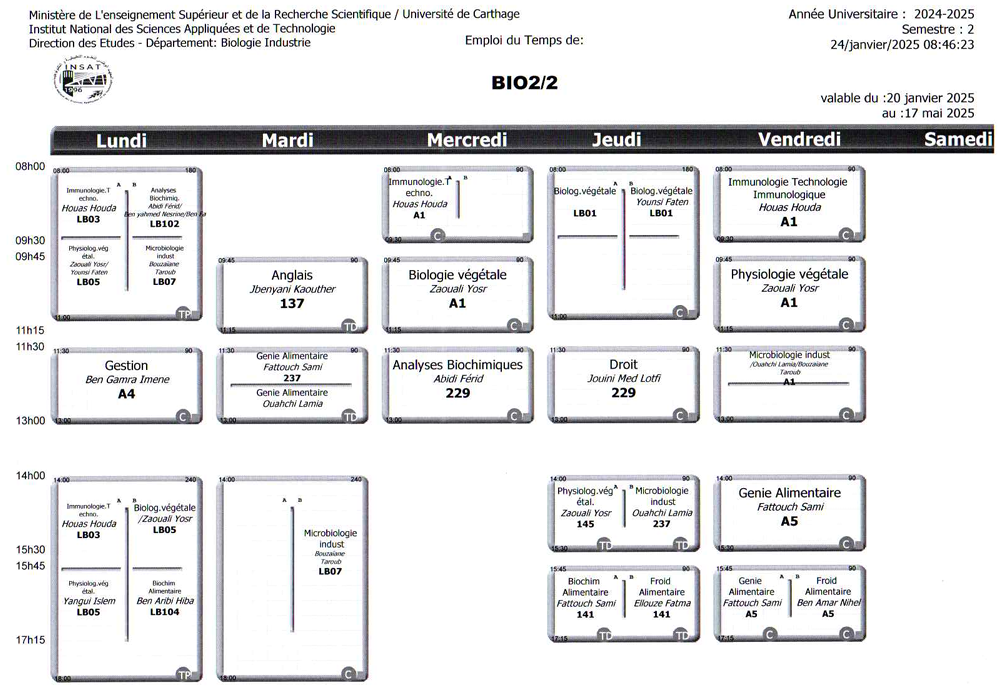 Ministère de L'enseignement Supérieur et de la Recherche Scientifique / Université de Carthage
Institut National des Sciences Appliquées et de Technologie
Direction des Etudes - Département: Biologie Industrie
Emploi du Temps de:
Année Universitaire : 2024-2025
Semestre : 2
24/janvier/2025 08:46:23
INSAT
1996
BIO2/2
valable du :20 janvier 2025
au :17 mai 2025
Lundi Mardi Mercredi Jeudi Vendredi Samedi
08h00
09h30
09h45
11h15
11h30
13h00
14h00
15h30
15h45
17h15
08:00 180
A B
Immunologie.T
echno.
Houas Houda
LB03
Analyses
Biochimiq.
Abidi Férid/
Ben yahmed Nesrine/Ben Fa
LB102
Physiolog.vég
étal.
Zaouali Yosr/
Younsi Faten
LB05
Microbiologie
indust
Bouzaiane
Taroub
LB07
11:00
TP
11:30 90
Gestion
Ben Gamra Imene
A4
13:00
C
14:00 240
A B
Immunologie.T
echno.
Houas Houda
LB03
Biolog.végétale
/Zaouali Yosr
LB05
Physiolog.vég
étal.
Yangui Islem
LB05
Biochim
Alimentaire
Ben Aribi Hiba
LB104
18:00
TP
09:45 90
Anglais
Jbenyani Kaouther
137
11:15
TD
11:30 90
Genie Alimentaire
Fattouch Sami
237
Genie Alimentaire
Ouahchi Lamia
13:00
TD
14:00 240
A B
Microbiologie
indust
Bouzaiane
Taroub
LB07
18:00
C
08:00 90
A B
Immunologie.T
echno.
Houas Houda
A1
09:30
C
09:45 90
Biologie végétale
Zaouali Yosr
A1
11:15
C
11:30 90
Analyses Biochimiques
Abidi Férid
229
13:00
C
08:00 180
A B
Biolog.végétale
LB01
Biolog.végétale
Younsi Faten
LB01
11:00
C
11:30 90
Droit
Jouini Med Lotfi
229
13:00
C
14:00 90
A B
Physiolog.vég
étal.
Zaouali Yosr
145
Microbiologie
indust
Ouahchi Lamia
237
15:30
TD TD
15:45 90
A B
Biochim
Alimentaire
Fattouch Sami
141
Froid
Alimentaire
Ellouze Fatma
141
17:15
TD TD
08:00 90
Immunologie Technologie
Immunologique
Houas Houda
A1
09:30
C
09:45 90
Physiologie végétale
Zaouali Yosr
A1
11:15
C
11:30 90
Microbiologie indust
/Ouahchi Lamia/Bouzaiane
Taroub
A1
13:00
C
14:00 90
Genie Alimentaire
Fattouch Sami
A5
15:30
C
15:45 90
A B
Genie
Alimentaire
Fattouch Sami
A5
Froid
Alimentaire
Ben Amar Nihel
A5
17:15
C C